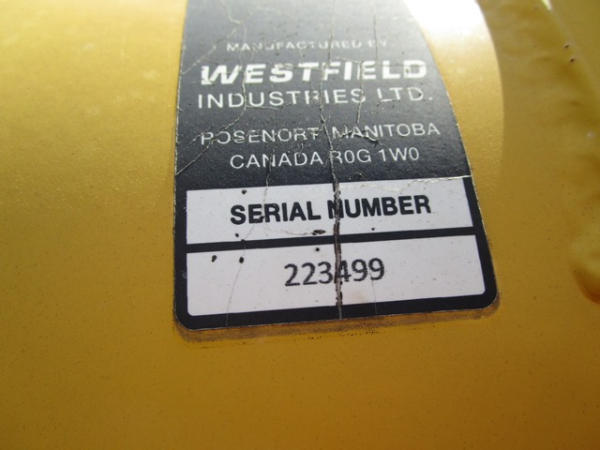 MANUFACTURED BY
WESTFIELD
INDUSTRIES LTD.
ROSENORT, MANITOBA
CANADA R0G 1W0
SERIAL NUMBER
223499